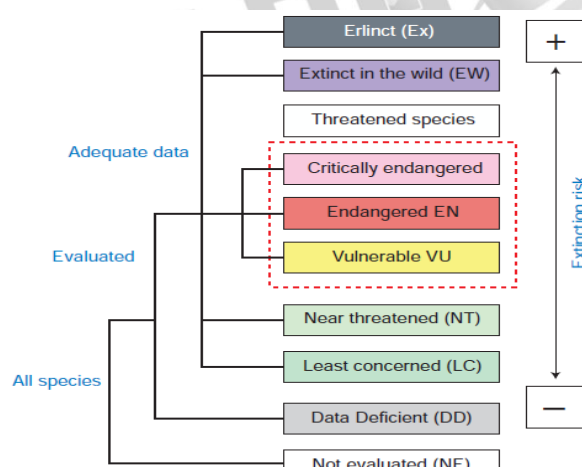 Erlinct (Ex)
+
Extinct in the wild (EW)
Threatened species
Adequate data
Critically endangered
Endangered EN
Evaluated
Vulnerable VU
Extinction risk
Near threatened (NT)
Least concerned (LC)
All species
—
Data Deficient (DD)
Not evaluated (NE)